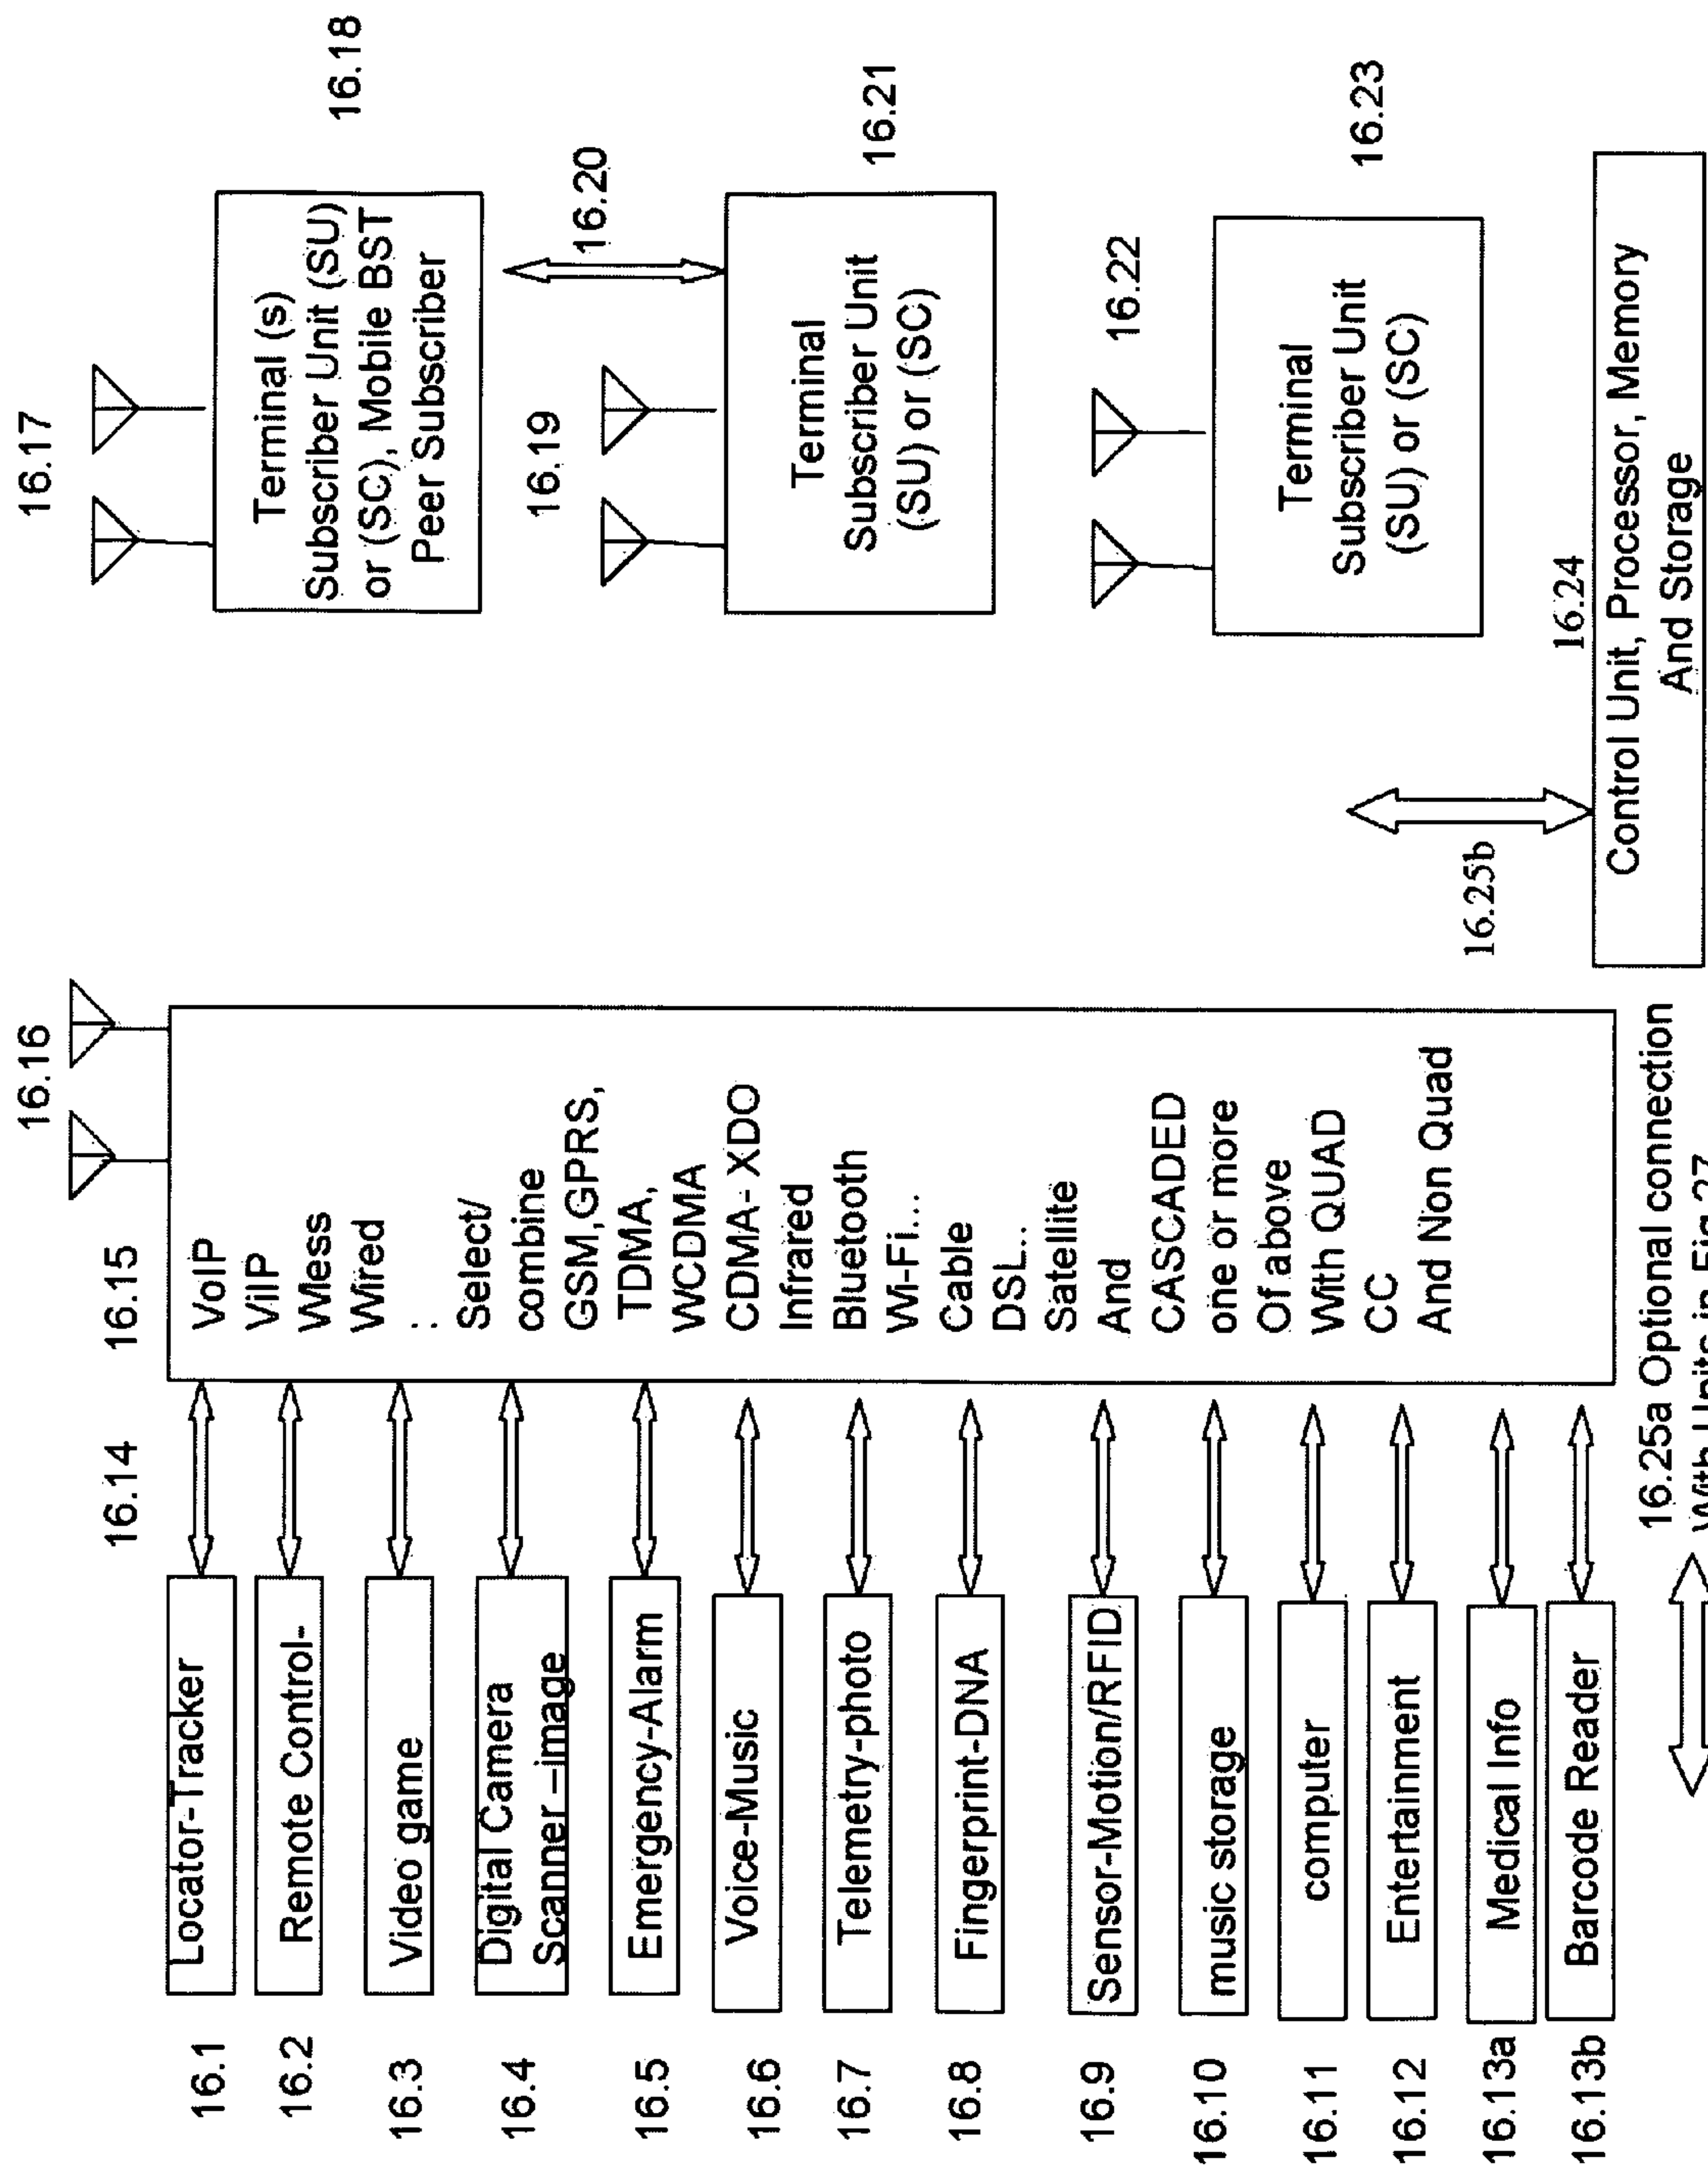 16.1
Locator-Tracker
16.2
Remote Control-
16.3
Video game
16.4
Digital Camera
Scanner –image
16.5
Emergency-Alarm
16.6
Voice-Music
16.7
Telemetry-photo
16.8
Fingerprint-DNA
16.9
Sensor-Motion/RFID
16.10
music storage
16.11
computer
16.12
Entertainment
16.13a
Medical Info
16.13b
Barcode Reader
16.14
16.15
16.16
VoIP
ViIP
Wless
Wired
:
Select/
combine
GSM,GPRS,
TDMA,
WCDMA
CDMA- XDO
Infrared
Bluetooth
Wi-Fi...
Cable
DSL..
Satellite
And
CASCADED
one or more
Of above
With QUAD
CC
And Non Quad
16.25a Optional connection
With Units in Fig 27
16.17
Terminal (s)
Subscriber Unit (SU)
or (SC), Mobile BST
Peer Subscriber
16.18
16.19
16.20
Terminal
Subscriber Unit
(SU) or (SC)
16.21
16.22
Terminal
Subscriber Unit
(SU) or (SC)
16.23
16.25b
16.24
Control Unit, Processor, Memory
And Storage